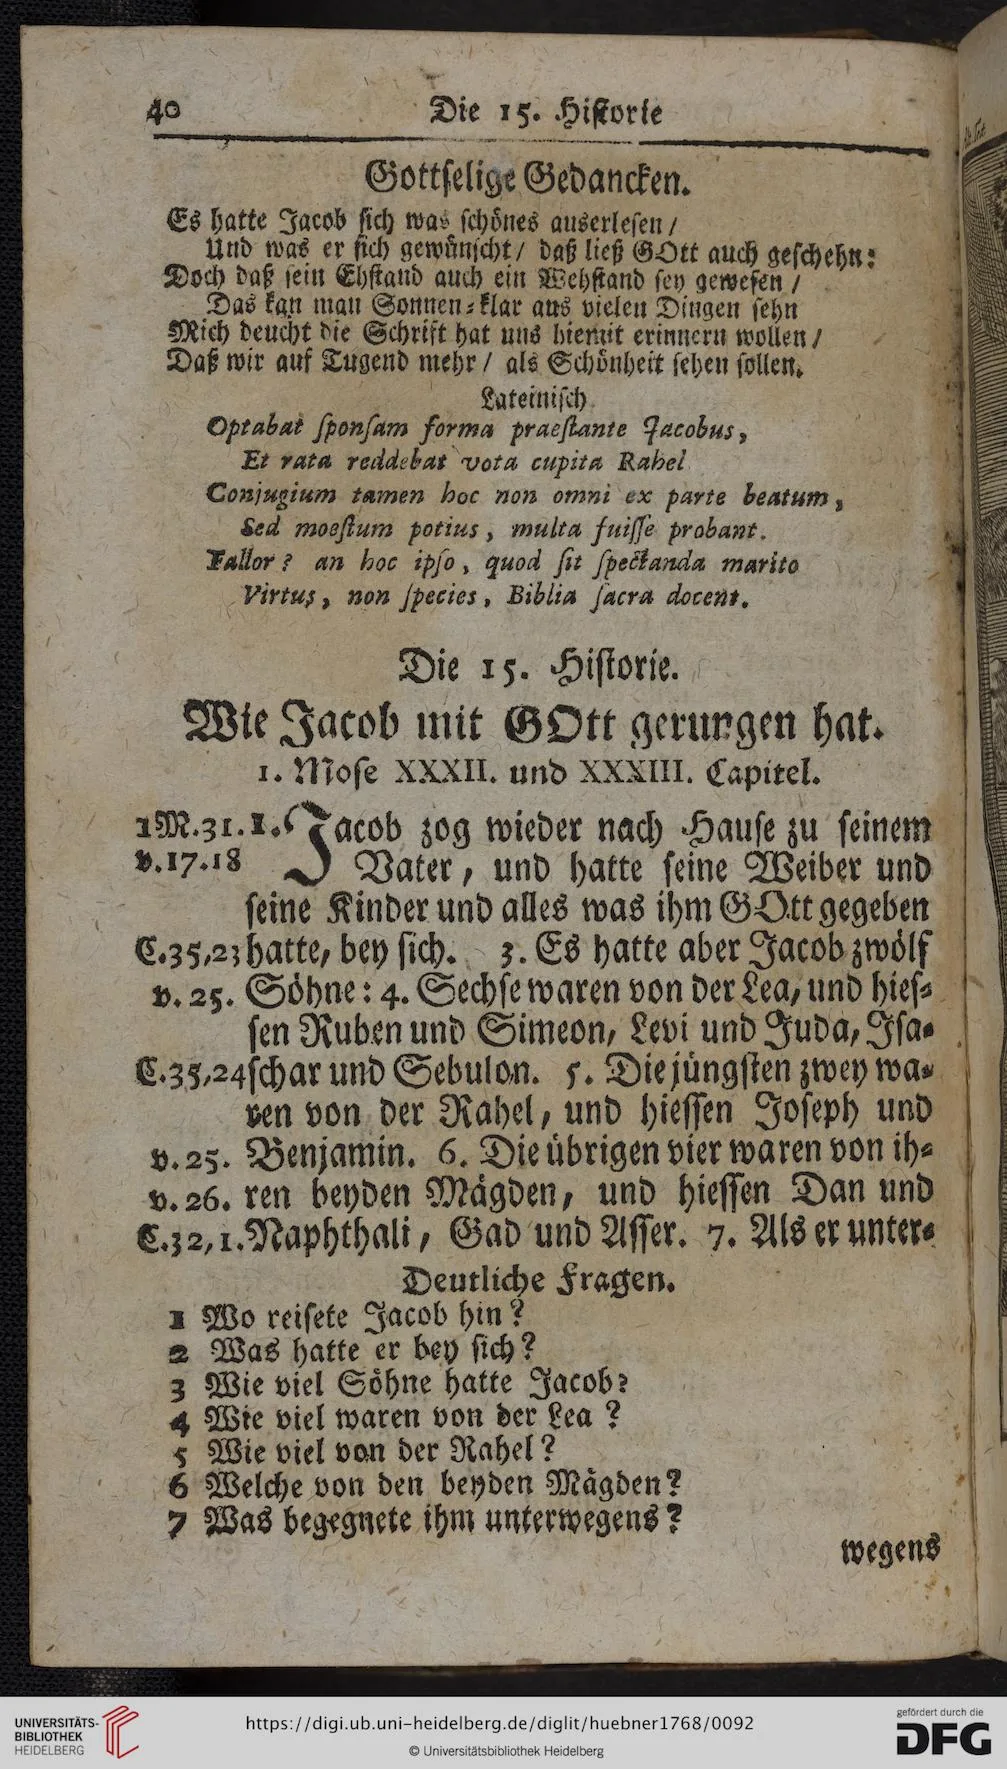 40 Die 15. Historie
Gottselige Gedancken.
Es hatte Jacob sich was schönes auserlesen /
Und was er sich gewünscht / daß ließ GOtt auch geschehn:
Doch daß sein Ehstand auch ein Wehstand sey gewesen /
Das kan man Sonnen-klar aus vielen Dingen sehn
Mich deucht die Schrift hat uns hiemit erinnern wollen /
Daß wir auf Tugend mehr / als Schönheit sehen sollen.
Lateinisch
Optabat sponsam forma praestante Jacobus,
Et rata reddebat vota cupita Rahel
Conjugium tamen hoc non omni ex parte beatum,
Sed moestum potius, multa fuisse probant.
Fallor? an hoc ipso, quod sit spectanda marito
Virtus, non species, Biblia sacra docent.
Die 15. Historie.
Wie Jacob mit GOtt gerungen hat.
1. Mose XXXII. und XXXIII. Capitel.
1M.31. 1. Jacob zog wieder nach Hause zu seinem
v.17.18 Vater, und hatte seine Weiber und
seine Kinder und alles was ihm GOtt gegeben
C.35,23 hatte, bey sich. 3. Es hatte aber Jacob zwölf
v. 25. Söhne: 4. Sechse waren von der Lea, und hies-
sen Ruben und Simeon, Levi und Juda, Isa-
C.35,24 schar und Sebulon. 5. Die jüngsten zwey wa-
ren von der Rahel, und hiessen Joseph und
v. 25. Benjamin. 6. Die übrigen vier waren von ih-
v. 26. ren beyden Mägden, und hiessen Dan und
C.32,1. Naphthali, Gad und Asser. 7. Als er unter-
Deutliche Fragen.
1 Wo reisete Jacob hin?
2 Was hatte er bey sich?
3 Wie viel Söhne hatte Jacob?
4 Wie viel waren von der Lea?
5 Wie viel von der Rahel?
6 Welche von den beyden Mägden?
7 Was begegnete ihm unterwegens?
wegens
UNIVERSITÄTS-
BIBLIOTHEK
HEIDELBERG
https://digi.ub.uni-heidelberg.de/diglit/huebner1768/0092
© Universitätsbibliothek Heidelberg
gefördert durch die
DFG